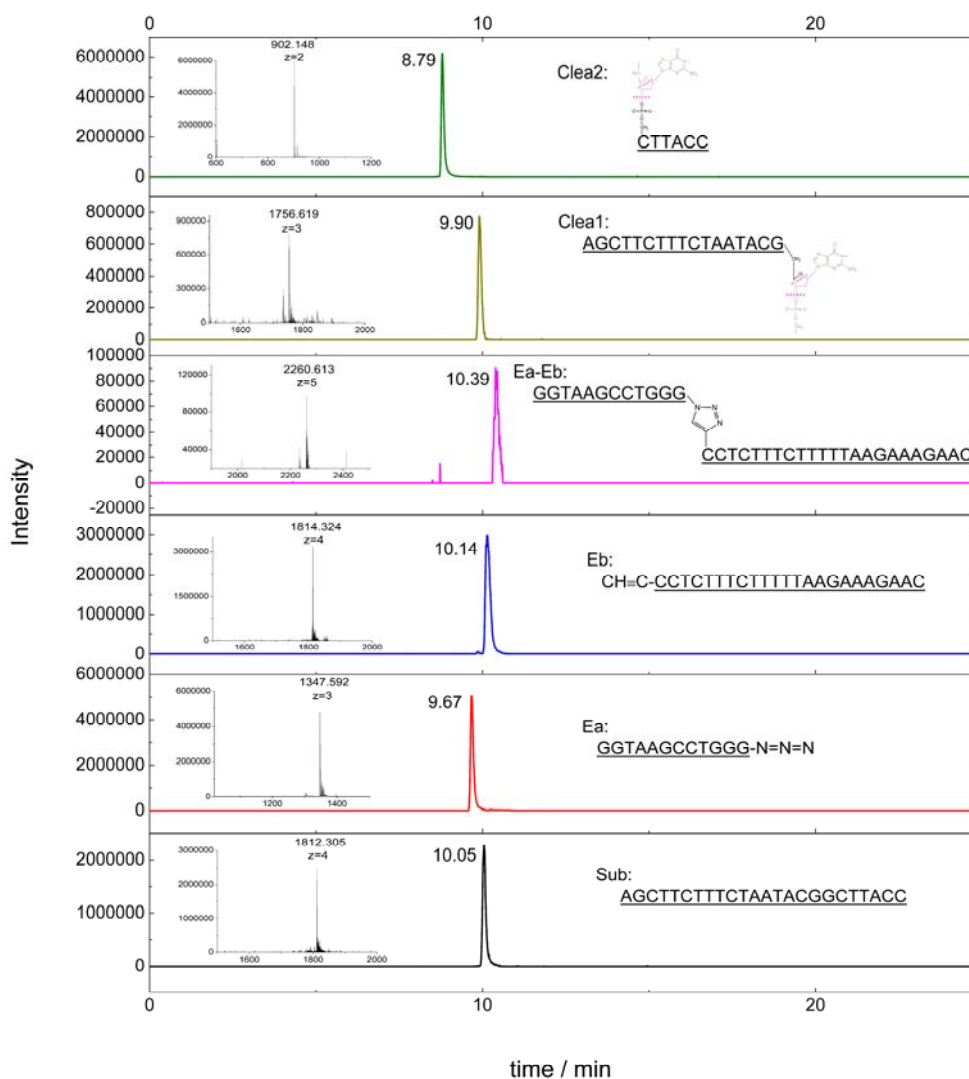 0 10 20
6000000
4000000
2000000
0
902.148
z=2
6000000
4000000
2000000
0
600 800 1000 1200
8.79
Clea2:
CTTACC
800000
600000
400000
200000
0
1756.619
z=3
900000
600000
300000
0
1600 1800 2000
9.90
Clea1:
AGCTTCTTTCTAATACG
100000
80000
60000
40000
20000
0
-20000
2260.613
z=5
120000
80000
40000
2000 2200 2400
10.39
Ea-Eb:
GGTAAGCCTGGG
N N
N
CCTCTTTCTTTTTAAGAAAGAAC
3000000
2000000
1000000
0
1814.324
z=4
3000000
1500000
0
1600 1800 2000
10.14
Eb:
CH≡C-CCTCTTTCTTTTTAAGAAAGAAC
6000000
4000000
2000000
0
1347.592
z=3
6000000
4000000
2000000
0
1200 1400
9.67
Ea:
GGTAAGCCTGGG-N=N=N
2000000
1000000
0
1812.305
z=4
3000000
2000000
1000000
0
1600 1800 2000
10.05
Sub:
AGCTTCTTTCTAATACGGCTTACC
0 10 20
Intensity
time / min